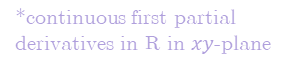 *continuous first partial
derivatives in R in xy-plane